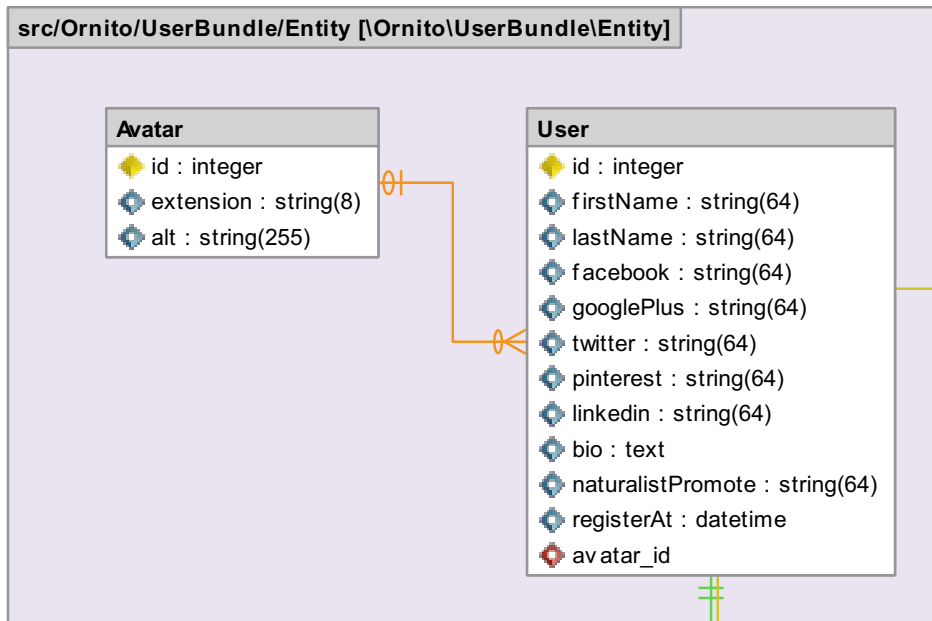 src/Ornito/UserBundle/Entity [\Ornito\UserBundle\Entity]
Avatar
id : integer
extension : string(8)
alt : string(255)
User
id : integer
firstName : string(64)
lastName : string(64)
facebook : string(64)
googlePlus : string(64)
twitter : string(64)
pinterest : string(64)
linkedin : string(64)
bio : text
naturalistPromote : string(64)
registerAt : datetime
avatar_id